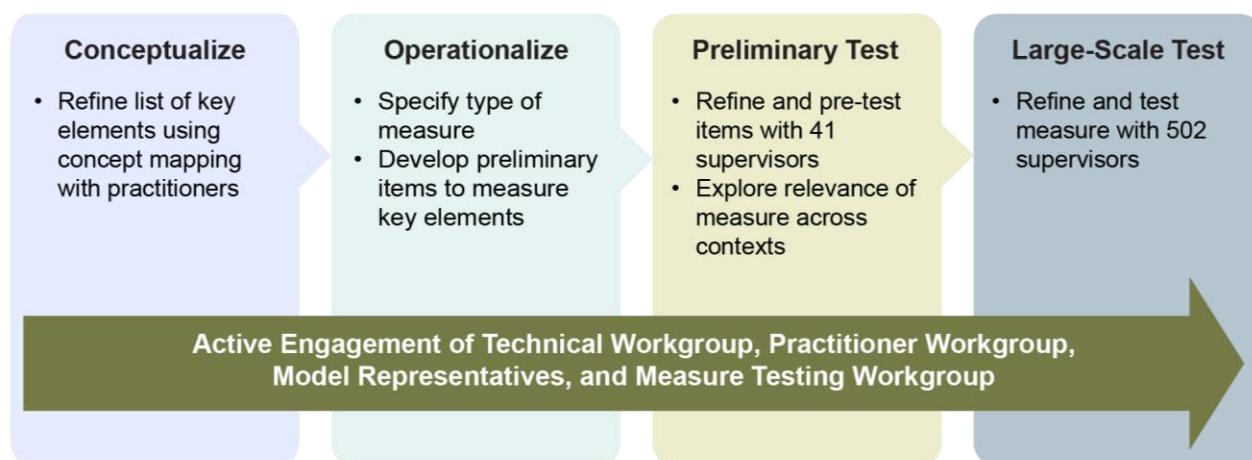 Conceptualize
• Refine list of key
elements using
concept mapping
with practitioners
Operationalize
• Specify type of
measure
• Develop preliminary
items to measure
key elements
Preliminary Test
• Refine and pre-test
items with 41
supervisors
• Explore relevance of
measure across
contexts
Large-Scale Test
• Refine and test
measure with 502
supervisors
Active Engagement of Technical Workgroup, Practitioner Workgroup,
Model Representatives, and Measure Testing Workgroup